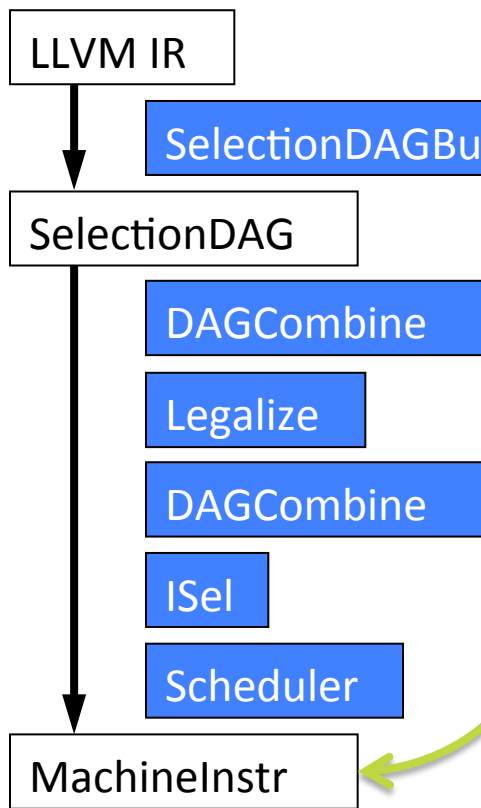 LLVM IR
SelectionDAGBu
SelectionDAG
DAGCombine
Legalize
DAGCombine
ISel
Scheduler
MachineInstr